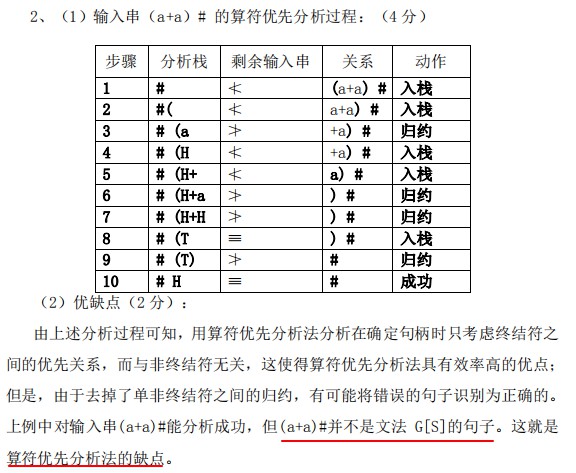 2、（1）输入串（a+a）# 的算符优先分析过程：（4分）
步骤 分析栈 剩余输入串 关系 动作
1 # ⋖ (a+a) # 入栈
2 #( ⋖ a+a) # 入栈
3 # (a ⋗ +a) # 归约
4 # (H ⋖ +a) # 入栈
5 # (H+ ⋖ a) # 入栈
6 # (H+a ⋗ ) # 归约
7 # (H+H ⋗ ) # 归约
8 # (T ≡ ) # 入栈
9 # (T) ⋗ # 归约
10 # H ≡ # 成功
（2）优缺点（2分）：
由上述分析过程可知，用算符优先分析法分析在确定句柄时只考虑终结符之
间的优先关系，而与非终结符无关，这使得算符优先分析法具有效率高的优点；
但是，由于去掉了单非终结符之间的归约，有可能将错误的句子识别为正确的。
上例中对输入串(a+a)#能分析成功，但(a+a)#并不是文法 G[S]的句子。这就是
算符优先分析法的缺点。